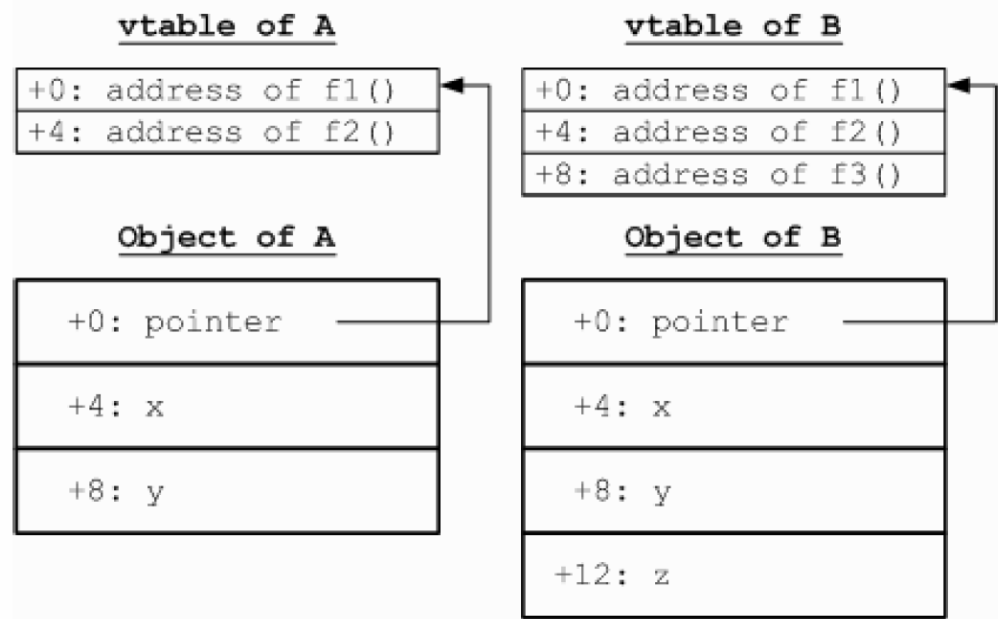 vtable of A
+0: address of f1()
+4: address of f2()
Object of A
+0: pointer
+4: x
+8: y
vtable of B
+0: address of f1()
+4: address of f2()
+8: address of f3()
Object of B
+0: pointer
+4: x
+8: y
+12: z